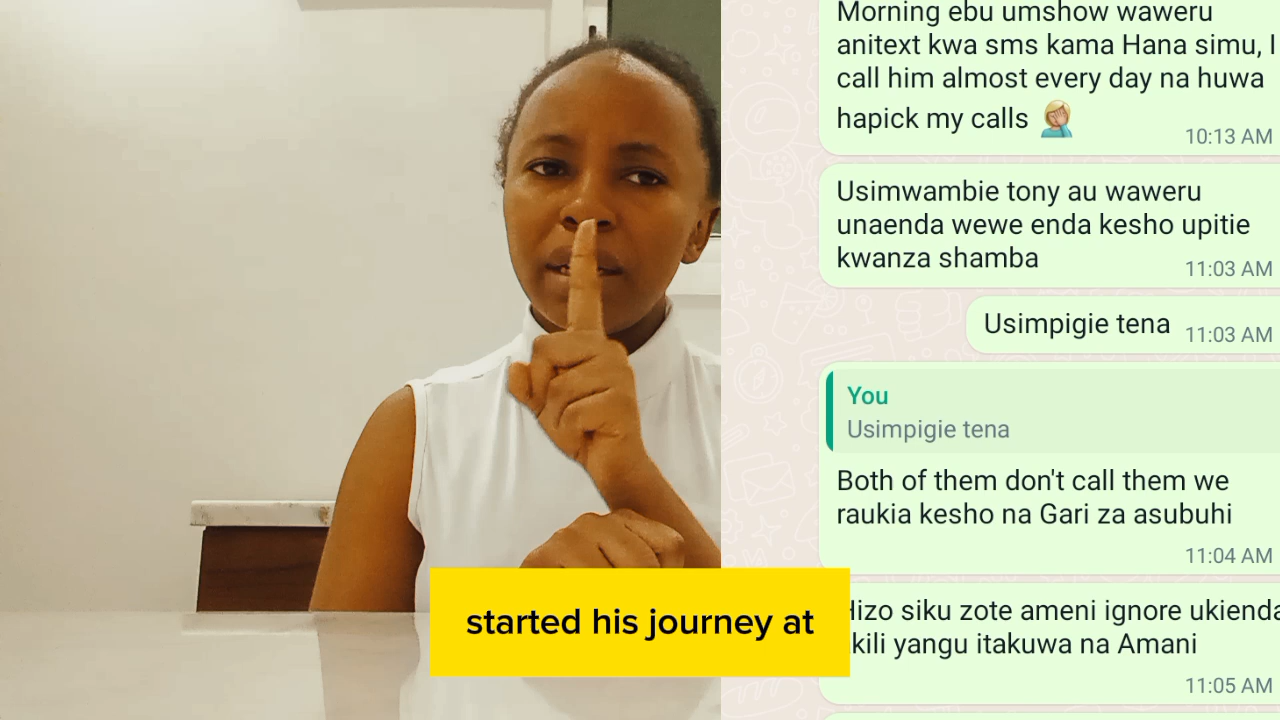 Morning ebu umshow waweru
anitext kwa sms kama Hana simu, I
call him almost every day na huwa
hapick my calls 🤦🏼‍♀️
10:13 AM
Usimwambie tony au waweru
unaenda wewe enda kesho upitie
kwanza shamba
11:03 AM
Usimpigie tena
11:03 AM
You
Usimpigie tena
Both of them don't call them we
raukia kesho na Gari za asubuhi
11:04 AM
siku zote ameni ignore
yangu itakuwa na Amani
11:05 AM
started his journey at